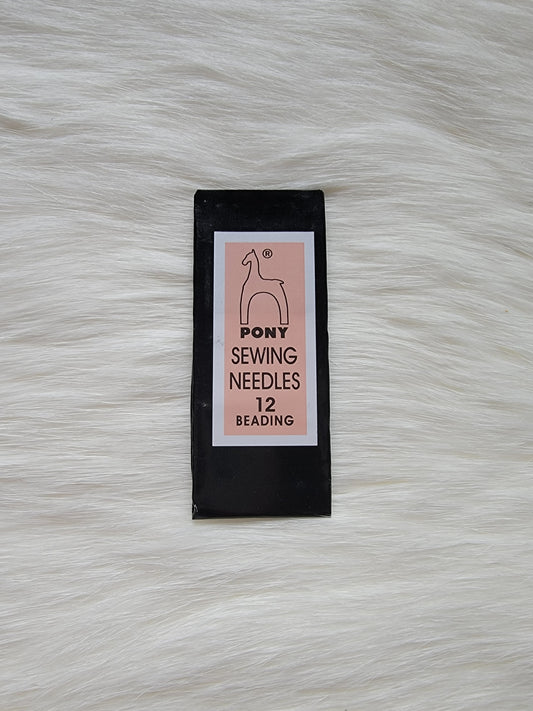 ®
PONY
SEWING
NEEDLES
12
BEADING